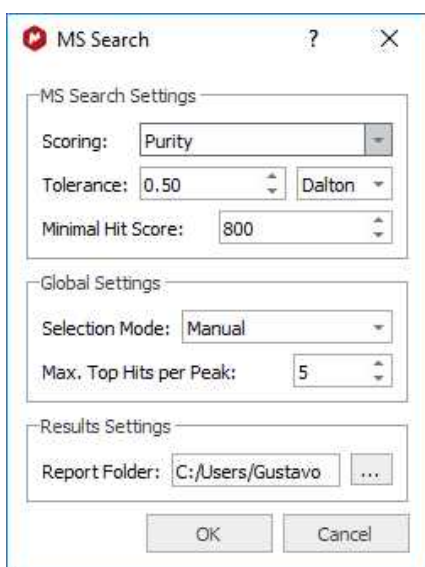 MS Search ?
MS Search Settings
Scoring: Purity
Tolerance: 0.50 Dalton
Minimal Hit Score: 800
Global Settings
Selection Mode: Manual
Max. Top Hits per Peak: 5
Results Settings
Report Folder: C:/Users/Gustavo ...
OK Cancel